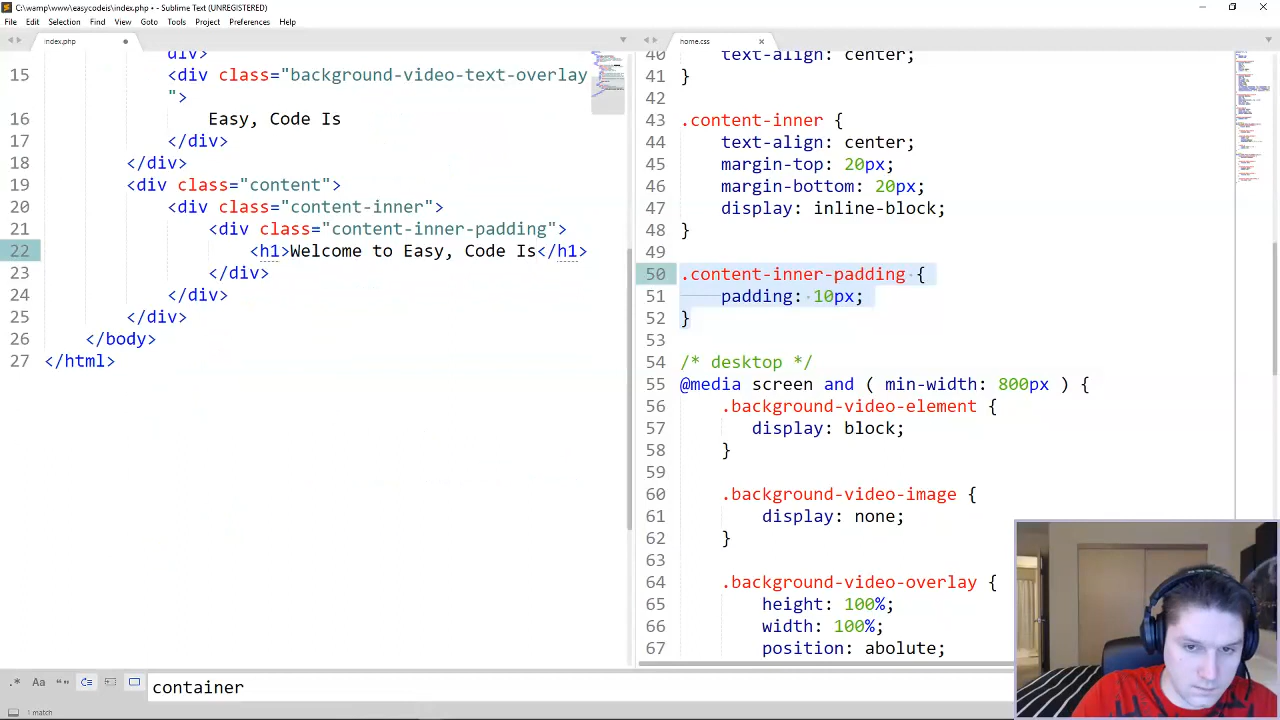 C:\wamp\www\easycodeis\index.php • - Sublime Text (UNREGISTERED)
File Edit Selection Find View Goto Tools Project Preferences Help
index.php
home.css
div>
15 <div class="background-video-text-overlay
">
16 Easy, Code Is
17 </div>
18 </div>
19 <div class="content">
20 <div class="content-inner">
21 <div class="content-inner-padding">
22 <h1>Welcome to Easy, Code Is</h1>
23 </div>
24 </div>
25 </div>
26 </body>
27 </html>
40 text-align: center;
41 }
42
43 .content-inner {
44 text-align: center;
45 margin-top: 20px;
46 margin-bottom: 20px;
47 display: inline-block;
48 }
49
50 .content-inner-padding {
51 padding: 10px;
52 }
53
54 /* desktop */
55 @media screen and ( min-width: 800px ) {
56 .background-video-element {
57 display: block;
58 }
59
60 .background-video-image {
61 display: none;
62 }
63
64 .background-video-overlay {
65 height: 100%;
66 width: 100%;
67 position: abolute;
.* Aa “” container
1 match